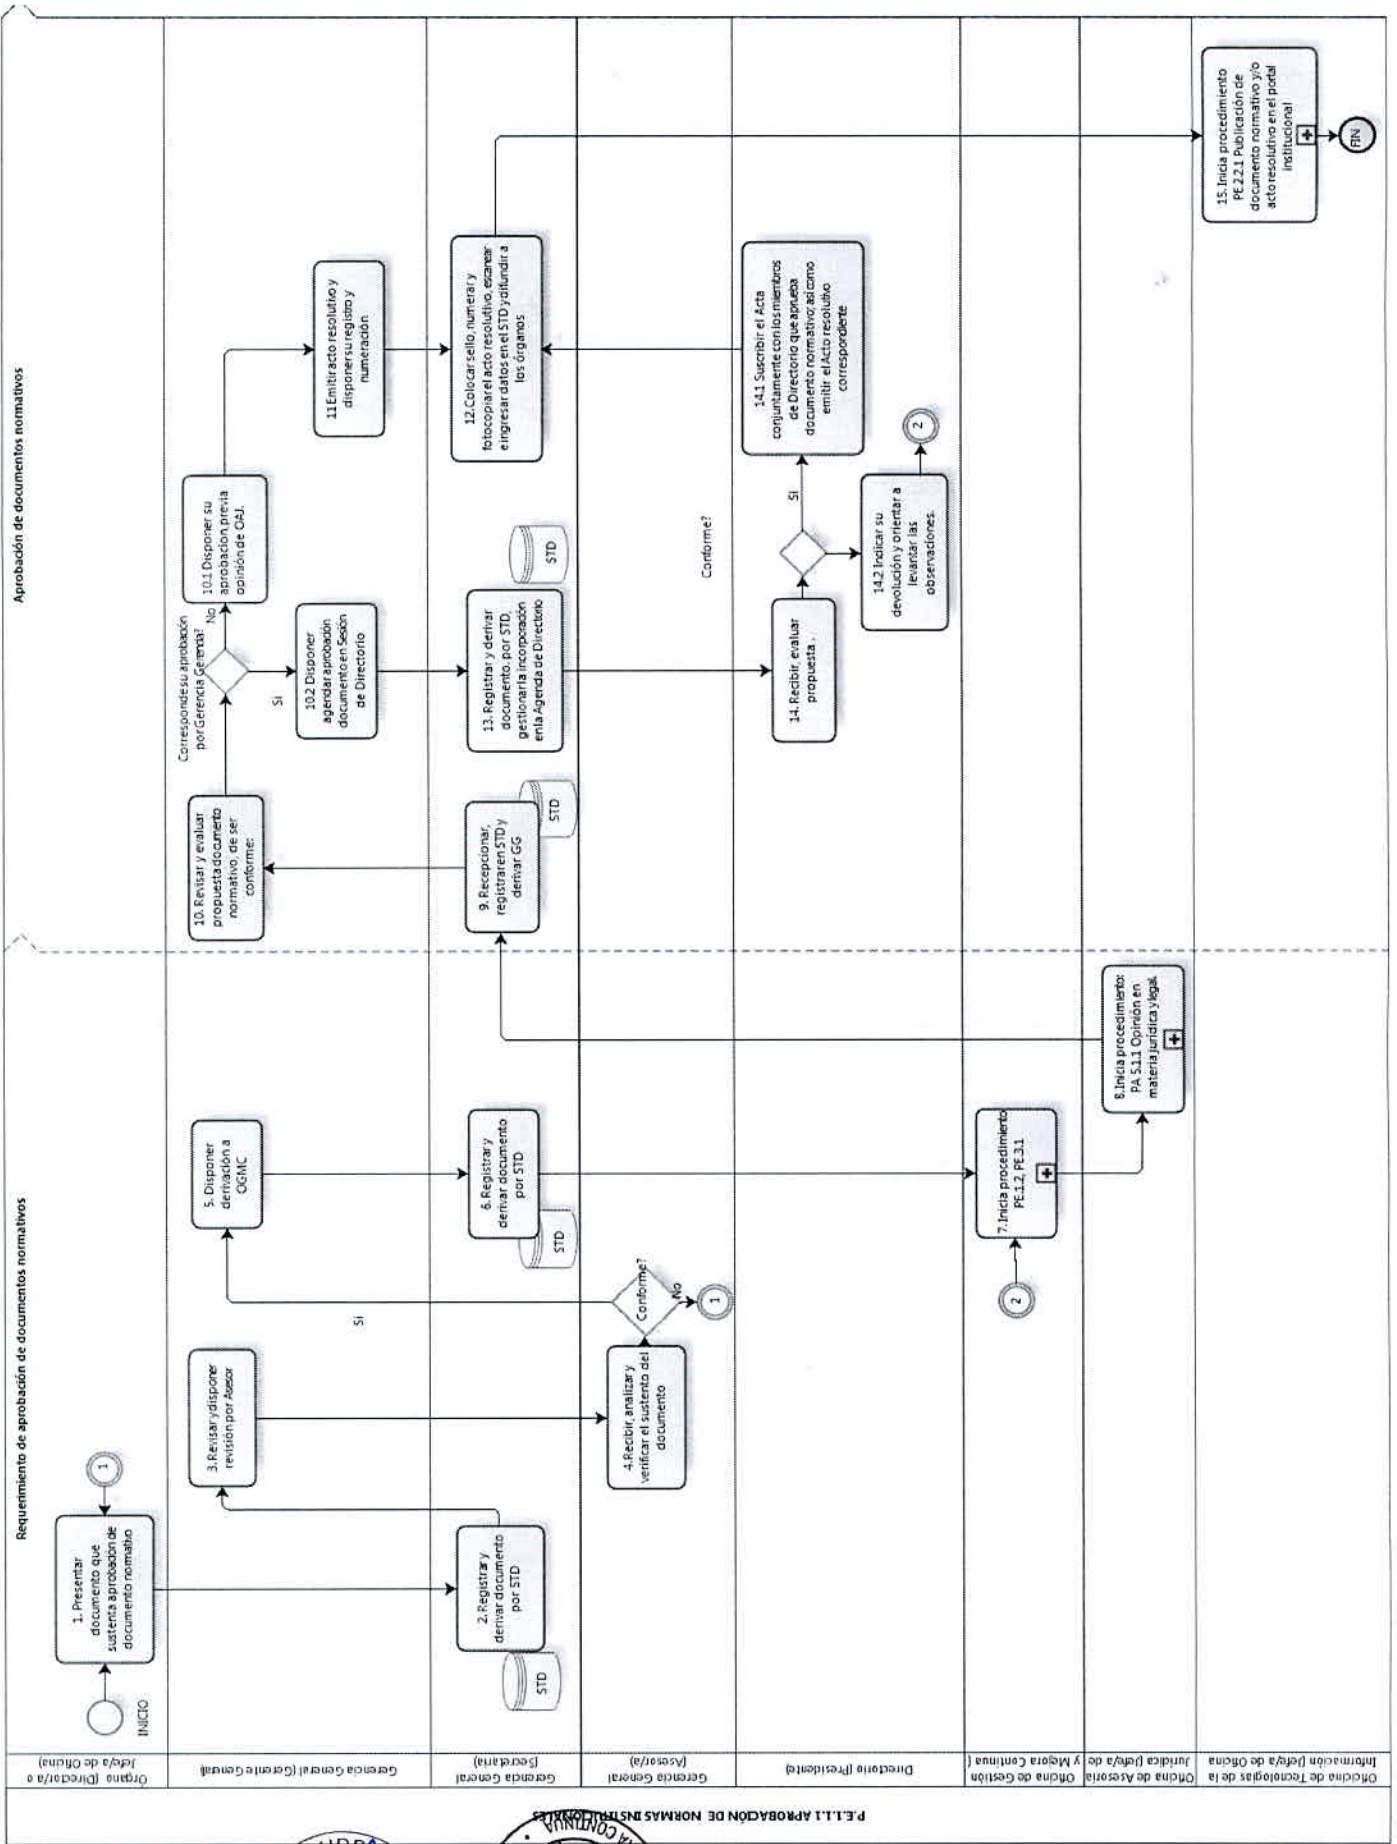 P.E.1.1.1 APROBACIÓN DE NORMAS INSTITUCIONALES
Requerimiento de aprobación de documentos normativos
Aprobación de documentos normativos
Órgano (Director/a o
Jefe/a de Oficina)
INICIO
1. Presentar
documento que
sustenta aprobación de
documento normativo
1
Gerencia General (Gerente General)
3. Revisar y disponer
revisión por Asesor
Si
5. Disponer
derivación a
OGMC
10. Revisar y evaluar
propuesta documento
normativo, de ser
conforme:
Corresponde su aprobación
por Gerencia Gerencia?
No
Si
10.1 Disponer su
aprobacion, previa
opinión de OAJ.
10.2 Disponer
agendar aprobación
documento en Sesión
de Directorio
11 Emitir acto resolutivo y
disponer su registro y
numeración
Gerencia General
(Secretaria)
STD
2. Registrar y
derivar documento
por STD
STD
6. Registrar y
derivar documento
por STD
9. Recepcionar,
registrar en STD y
derivar GG
STD
13. Registrar y derivar
documento. por STD,
gestionar la incorporación
en la Agenda de Directorio
STD
12. Colocar sello, numerar y
fotocopiar el acto resolutivo, escanear
e ingresar datos en el STD y difundir a
los órganos
Gerencia General
(Asesor/a)
4. Recibir, analizar y
verificar el sustento del
documento
Conforme?
No
1
Directorio (Presidente)
14. Recibir, evaluar
propuesta .
Conforme?
Si
14.1 Suscribir el Acta
conjuntamente con los miembros
de Directorio que aprueba
documento normativo; así como
emitir el Acto resolutivo
correspondiente
14.2 Indicar su
devolución y orientar a
levantar las
observaciones.
2
Oficina de Gestión
y Mejora Continua (
2
7. Inicia procedimiento
PE.1.2, PE.3.1
Oficina de Asesoría
Jurídica (Jefe/a de
8. Inicia procedimiento:
PA 5.1.1 Opinión en
materia jurídica y legal.
Oficina de Tecnologías de la
Información (Jefe/a de Oficina
15. Inicia procedimiento
PE.2.2.1 Publicación de
documento normativo y/o
acto resolutivo en el portal
institucional
FIN
CONTINUA